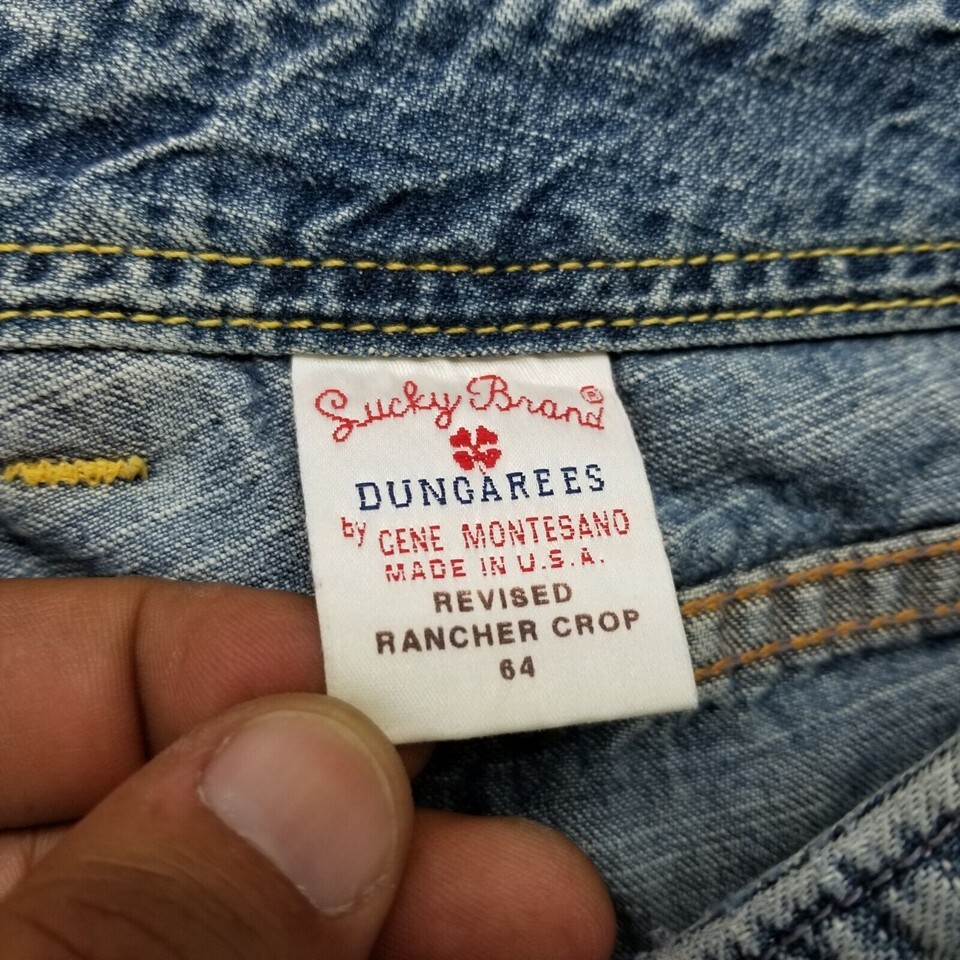 Lucky Brand ®
DUNGAREES
by GENE MONTESANO
MADE IN U.S.A.
REVISED
RANCHER CROP
64